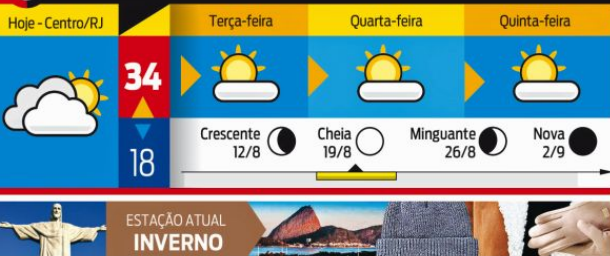 Hoje - Centro/RJ
34
18
Terça-feira
Quarta-feira
Quinta-feira
Crescente
12/8
Cheia
19/8
Minguante
26/8
Nova
2/9
ESTAÇÃO ATUAL
INVERNO